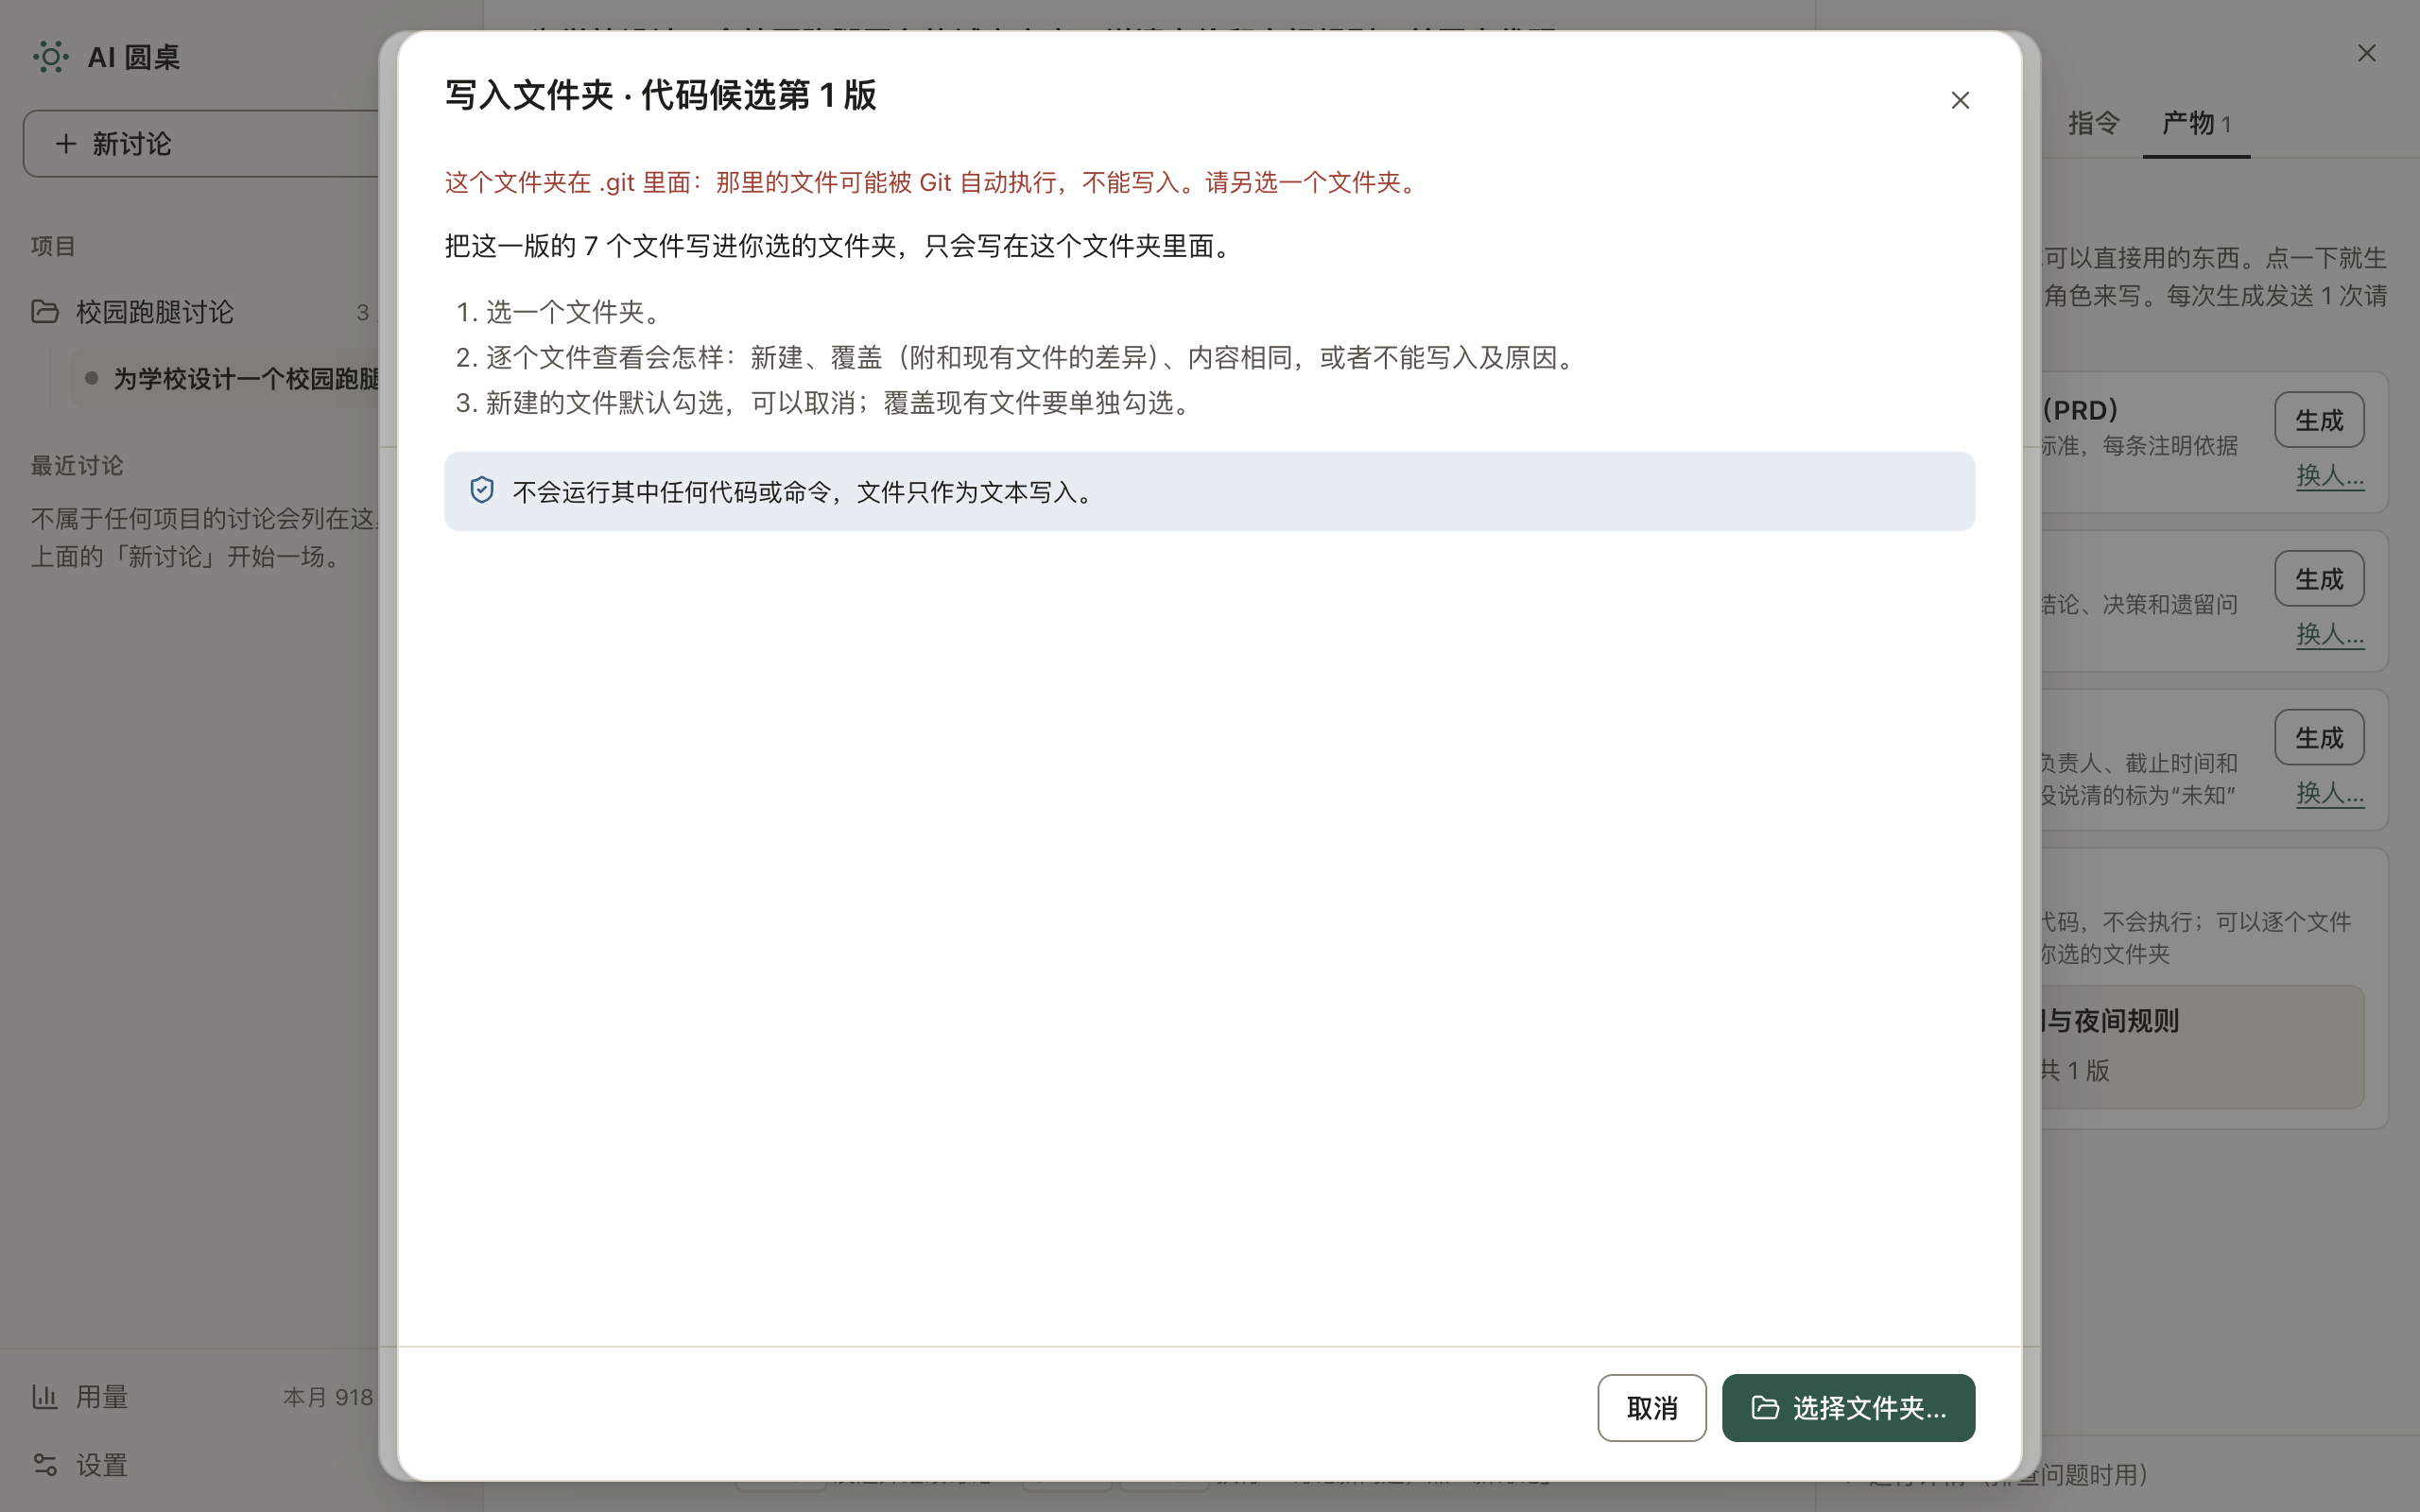 AI 圆桌
新讨论
项目
校园跑腿讨论 3
为学校设计一个校园跑腿
最近讨论
不属于任何项目的讨论会列在这
上面的「新讨论」开始一场。
用量 本月 918
设置
写入文件夹 · 代码候选第 1 版
这个文件夹在 .git 里面：那里的文件可能被 Git 自动执行，不能写入。请另选一个文件夹。
把这一版的 7 个文件写进你选的文件夹，只会写在这个文件夹里面。
1. 选一个文件夹。
2. 逐个文件查看会怎样：新建、覆盖（附和现有文件的差异）、内容相同，或者不能写入及原因。
3. 新建的文件默认勾选，可以取消；覆盖现有文件要单独勾选。
不会运行其中任何代码或命令，文件只作为文本写入。
取消
选择文件夹...
指令 产物 1
可以直接用的东西。点一下就生
角色来写。每次生成发送 1 次请
(PRD)
生成
标准，每条注明依据
换人...
生成
结论、决策和遗留问
换人...
生成
负责人、截止时间和
没说清的标为“未知”
换人...
代码，不会执行；可以逐个文件
你选的文件夹
与夜间规则
共 1 版
查问题时用）